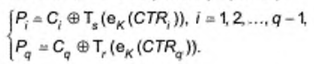 P_i = C_i ⊕ T_s(e_K(CTR_i)), i = 1, 2, ..., q – 1,
P_q = C_q ⊕ T_r(e_K(CTR_q)).